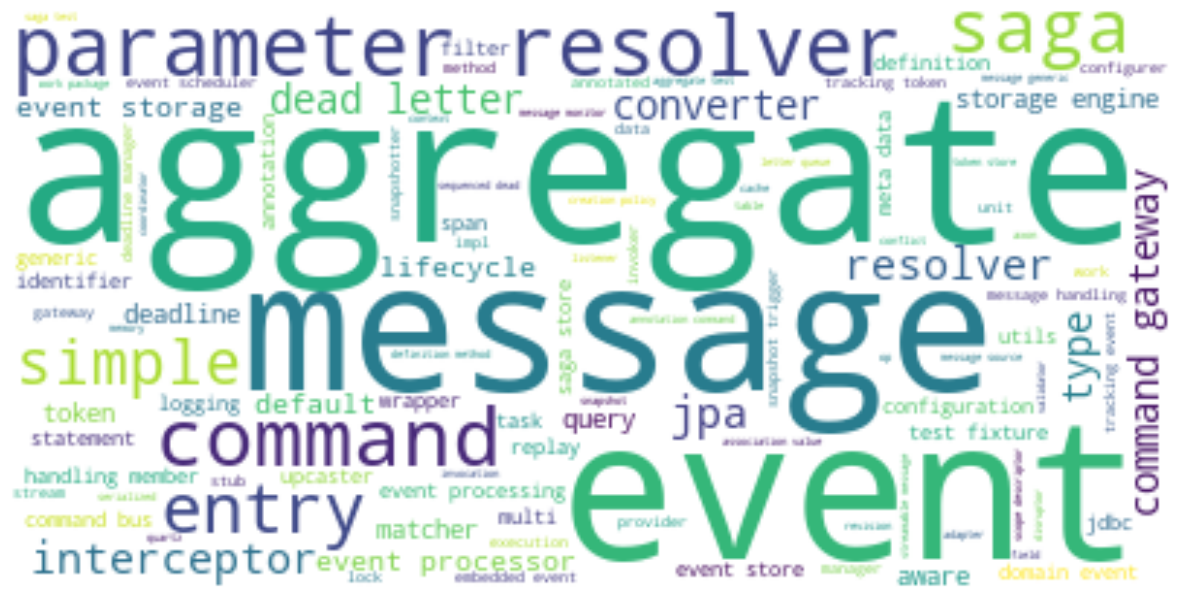 saga test
parameter resolver
filter
method
saga
definition
configurer
work package
event scheduler
annotated
aggregate test
tracking token
message generic
event storage
dead letter
context
message monitor
converter
data
storage engine
aggregate
deadline manager
coordinator
annotation
snapshotter
sequenced dead
span
impl
letter queue
cache
creation policy
table
meta data
token store
unit
conflict
axon
command gateway
generic
identifier
lifecycle
listener
invoker
resolver
work
gateway
memory
deadline
message
saga store
annotation command
snapshot trigger
message handling
utils
type
tracking event
simple
definition method
op
message source
validator
token
logging
default
wrapper
snapshot
task
query
jpa
configuration
statement
command
replay
association value
test fixture
event
handling member
stub
upcaster
invocation
stream
serialized
event processing
command bus
entry
matcher
multi
provider
revision
streamable message
adapter
scope descriptor
disruptor
jdbc
quartz
execution
interceptor
event processor
lock
embedded event
event store
manager
aware
field
domain event